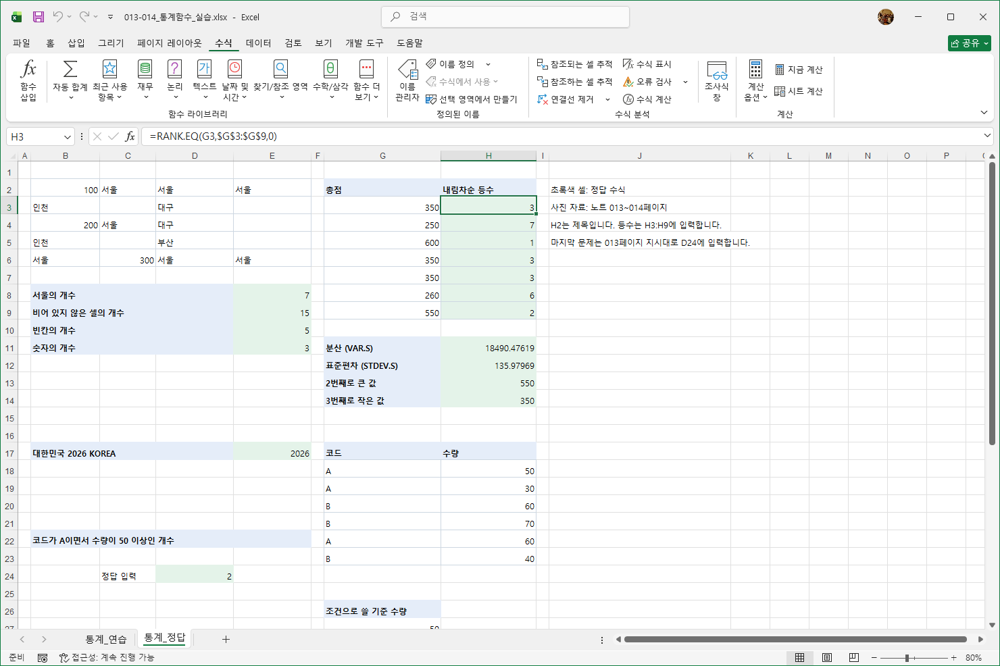 013-014_통계함수_실습.xlsx - Excel
검색
파일 홈 삽입 그리기 페이지 레이아웃 수식 데이터 검토 보기 개발 도구 도움말
공유
함수 삽입
자동 합계
최근 사용 항목
재무
논리
텍스트
날짜 및 시간
찾기/참조 영역
수학/삼각
함수 더 보기
함수 라이브러리
이름 관리자
이름 정의
수식에서 사용
선택 영역에서 만들기
정의된 이름
참조되는 셀 추적
참조하는 셀 추적
연결선 제거
수식 표시
오류 검사
수식 계산
수식 분석
조사식 창
계산 옵션
지금 계산
시트 계산
계산
H3
fx =RANK.EQ(G3,$G$3:$G$9,0)
A B C D E F G H I J K L M N O P
1
2 100 서울 서울 서울 총점 내림차순 등수 초록색 셀: 정답 수식
3 인천 대구 350 3 사진 자료: 노트 013~014페이지
4 200 서울 대구 250 7 H2는 제목입니다. 등수는 H3:H9에 입력합니다.
5 인천 부산 600 1 마지막 문제는 013페이지 지시대로 D24에 입력합니다.
6 서울 300 서울 서울 350 3
7 350 3
8 서울의 개수 7 260 6
9 비어 있지 않은 셀의 개수 15 550 2
10 빈칸의 개수 5
11 숫자의 개수 3 분산 (VAR.S) 18490.47619
12 표준편차 (STDEV.S) 135.97969
13 2번째로 큰 값 550
14 3번째로 작은 값 350
15
16
17 대한민국 2026 KOREA 2026 코드 수량
18 A 50
19 A 30
20 B 60
21 B 70
22 코드가 A이면서 수량이 50 이상인 개수 A 60
23 B 40
24 정답 입력 2
25
26 조건으로 쓸 기준 수량
27 50
통계_연습 통계_정답
준비 접근성: 계속 진행 가능 80%